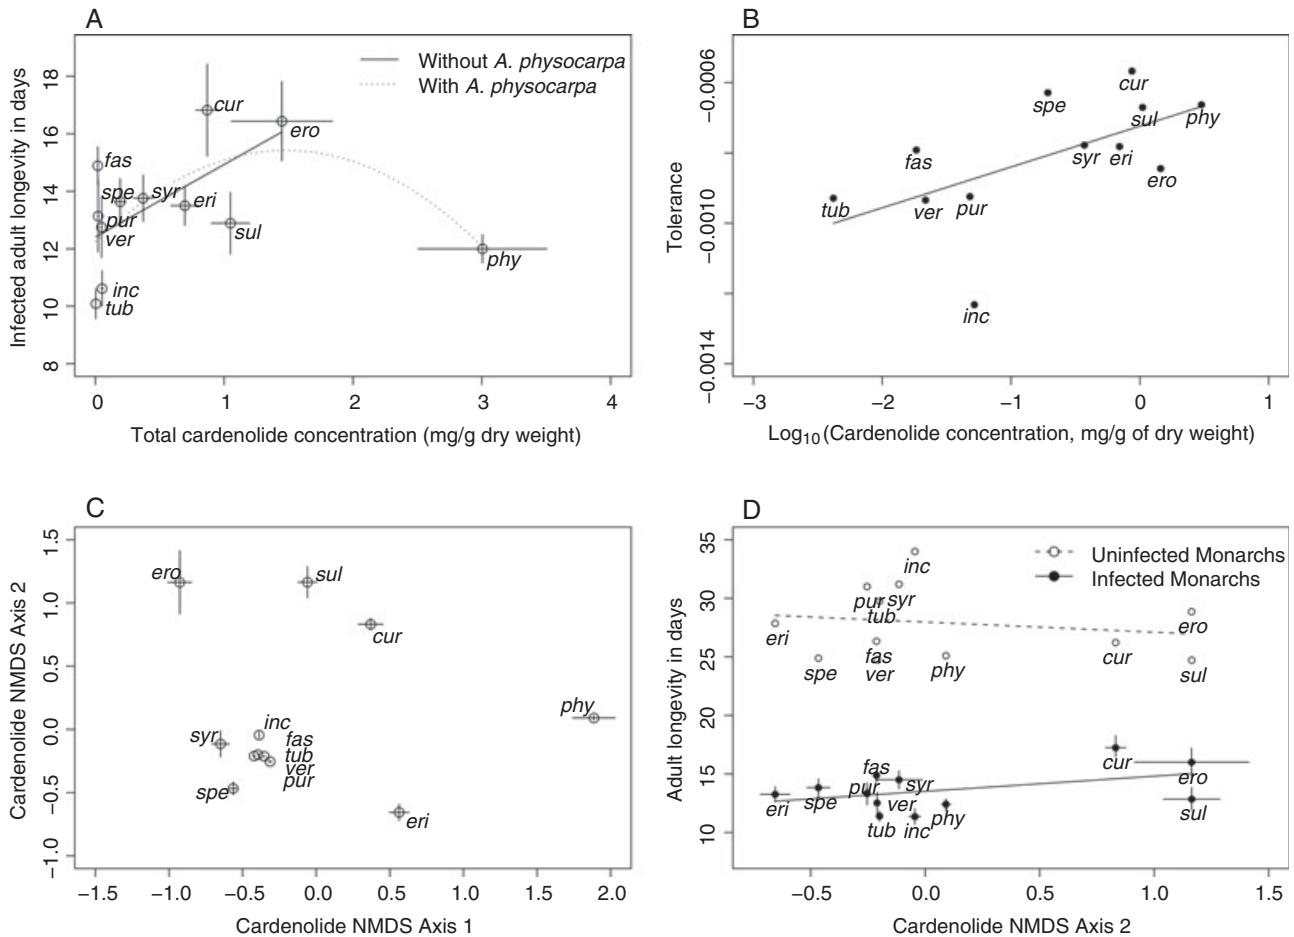 A
Infected adult longevity in days
18
16
14
12
10
8
Without A. physocarpa
With A. physocarpa
cur
ero
fas
spe
syr
pur
eri
ver
sul
phy
inc
tub
0
1
2
3
4
Total cardenolide concentration (mg/g dry weight)
B
Tolerance
−0.0006
−0.0010
−0.0014
cur
spe
sul
phy
fas
syr
eri
ero
tub
ver
pur
inc
−3
−2
−1
0
1
Log10 (Cardenolide concentration, mg/g of dry weight)
C
Cardenolide NMDS Axis 2
1.5
1.0
0.5
0.0
−0.5
−1.0
ero
sul
cur
phy
inc
syr
fas
tub
ver
pur
spe
eri
−1.5
−1.0
−0.5
0.0
0.5
1.0
1.5
2.0
Cardenolide NMDS Axis 1
D
Adult longevity in days
35
30
25
20
15
10
Uninfected Monarchs
Infected Monarchs
inc
pur
syr
tub
eri
ero
fas
spe
ver
phy
cur
sul
fas
cur
pur
syr
ero
eri
spe
ver
phy
sul
tub
inc
−0.5
0.0
0.5
1.0
1.5
Cardenolide NMDS Axis 2